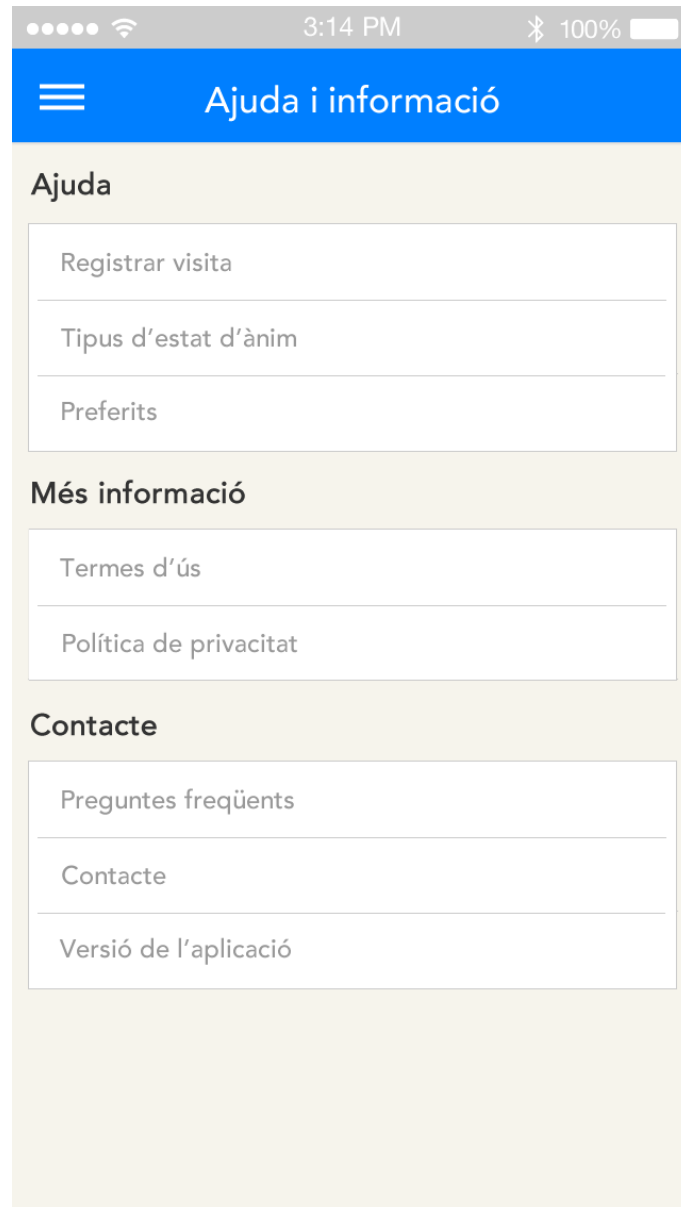 3:14 PM 100%
Ajuda i informació
Ajuda
Registrar visita
Tipus d’estat d’ànim
Preferits
Més informació
Termes d’ús
Política de privacitat
Contacte
Preguntes freqüents
Contacte
Versió de l’aplicació